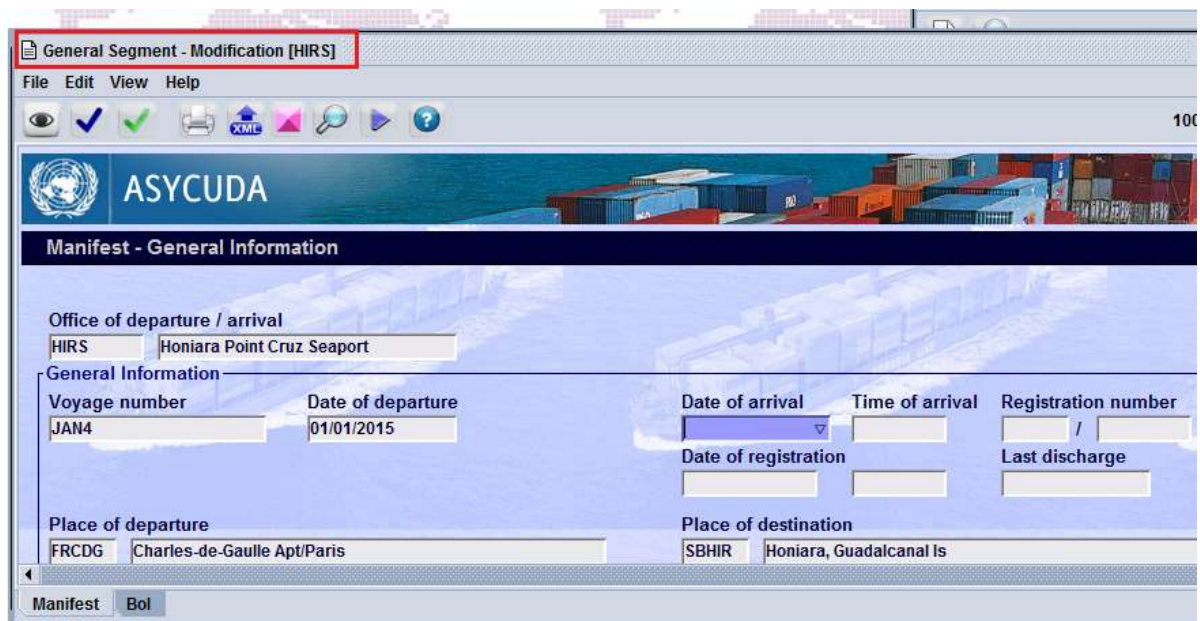 General Segment - Modification [HIRS]
File Edit View Help
XML
100
ASYCUDA
Manifest - General Information
Office of departure / arrival
HIRS Honiara Point Cruz Seaport
General Information
Voyage number Date of departure Date of arrival Time of arrival Registration number
JAN4 01/01/2015 /
Date of registration Last discharge
Place of departure Place of destination
FRCDG Charles-de-Gaulle Apt/Paris SBHIR Honiara, Guadalcanal Is
Manifest Bol